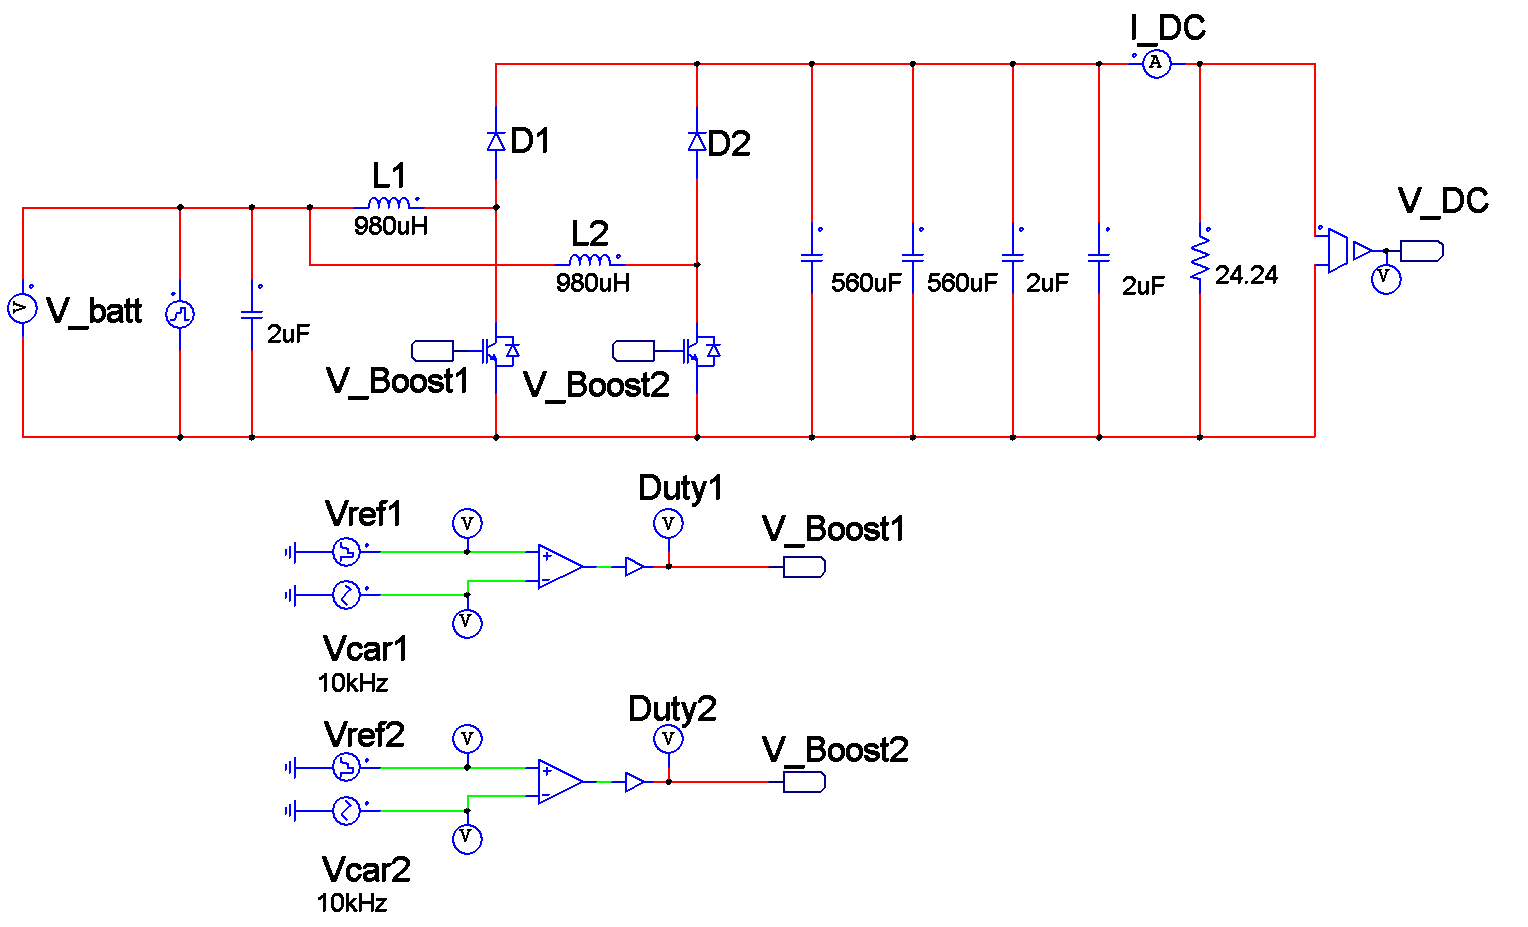 I_DC
A
D1
D2
L1
980uH
V_DC
L2
980uH
V
V_batt
2uF
560uF
560uF
2uF
2uF
24.24
V
V_Boost1
V_Boost2
Duty1
Vref1
V
V
V_Boost1
+
-
V
Vcar1
10kHz
Duty2
Vref2
V
V
V_Boost2
+
-
V
Vcar2
10kHz